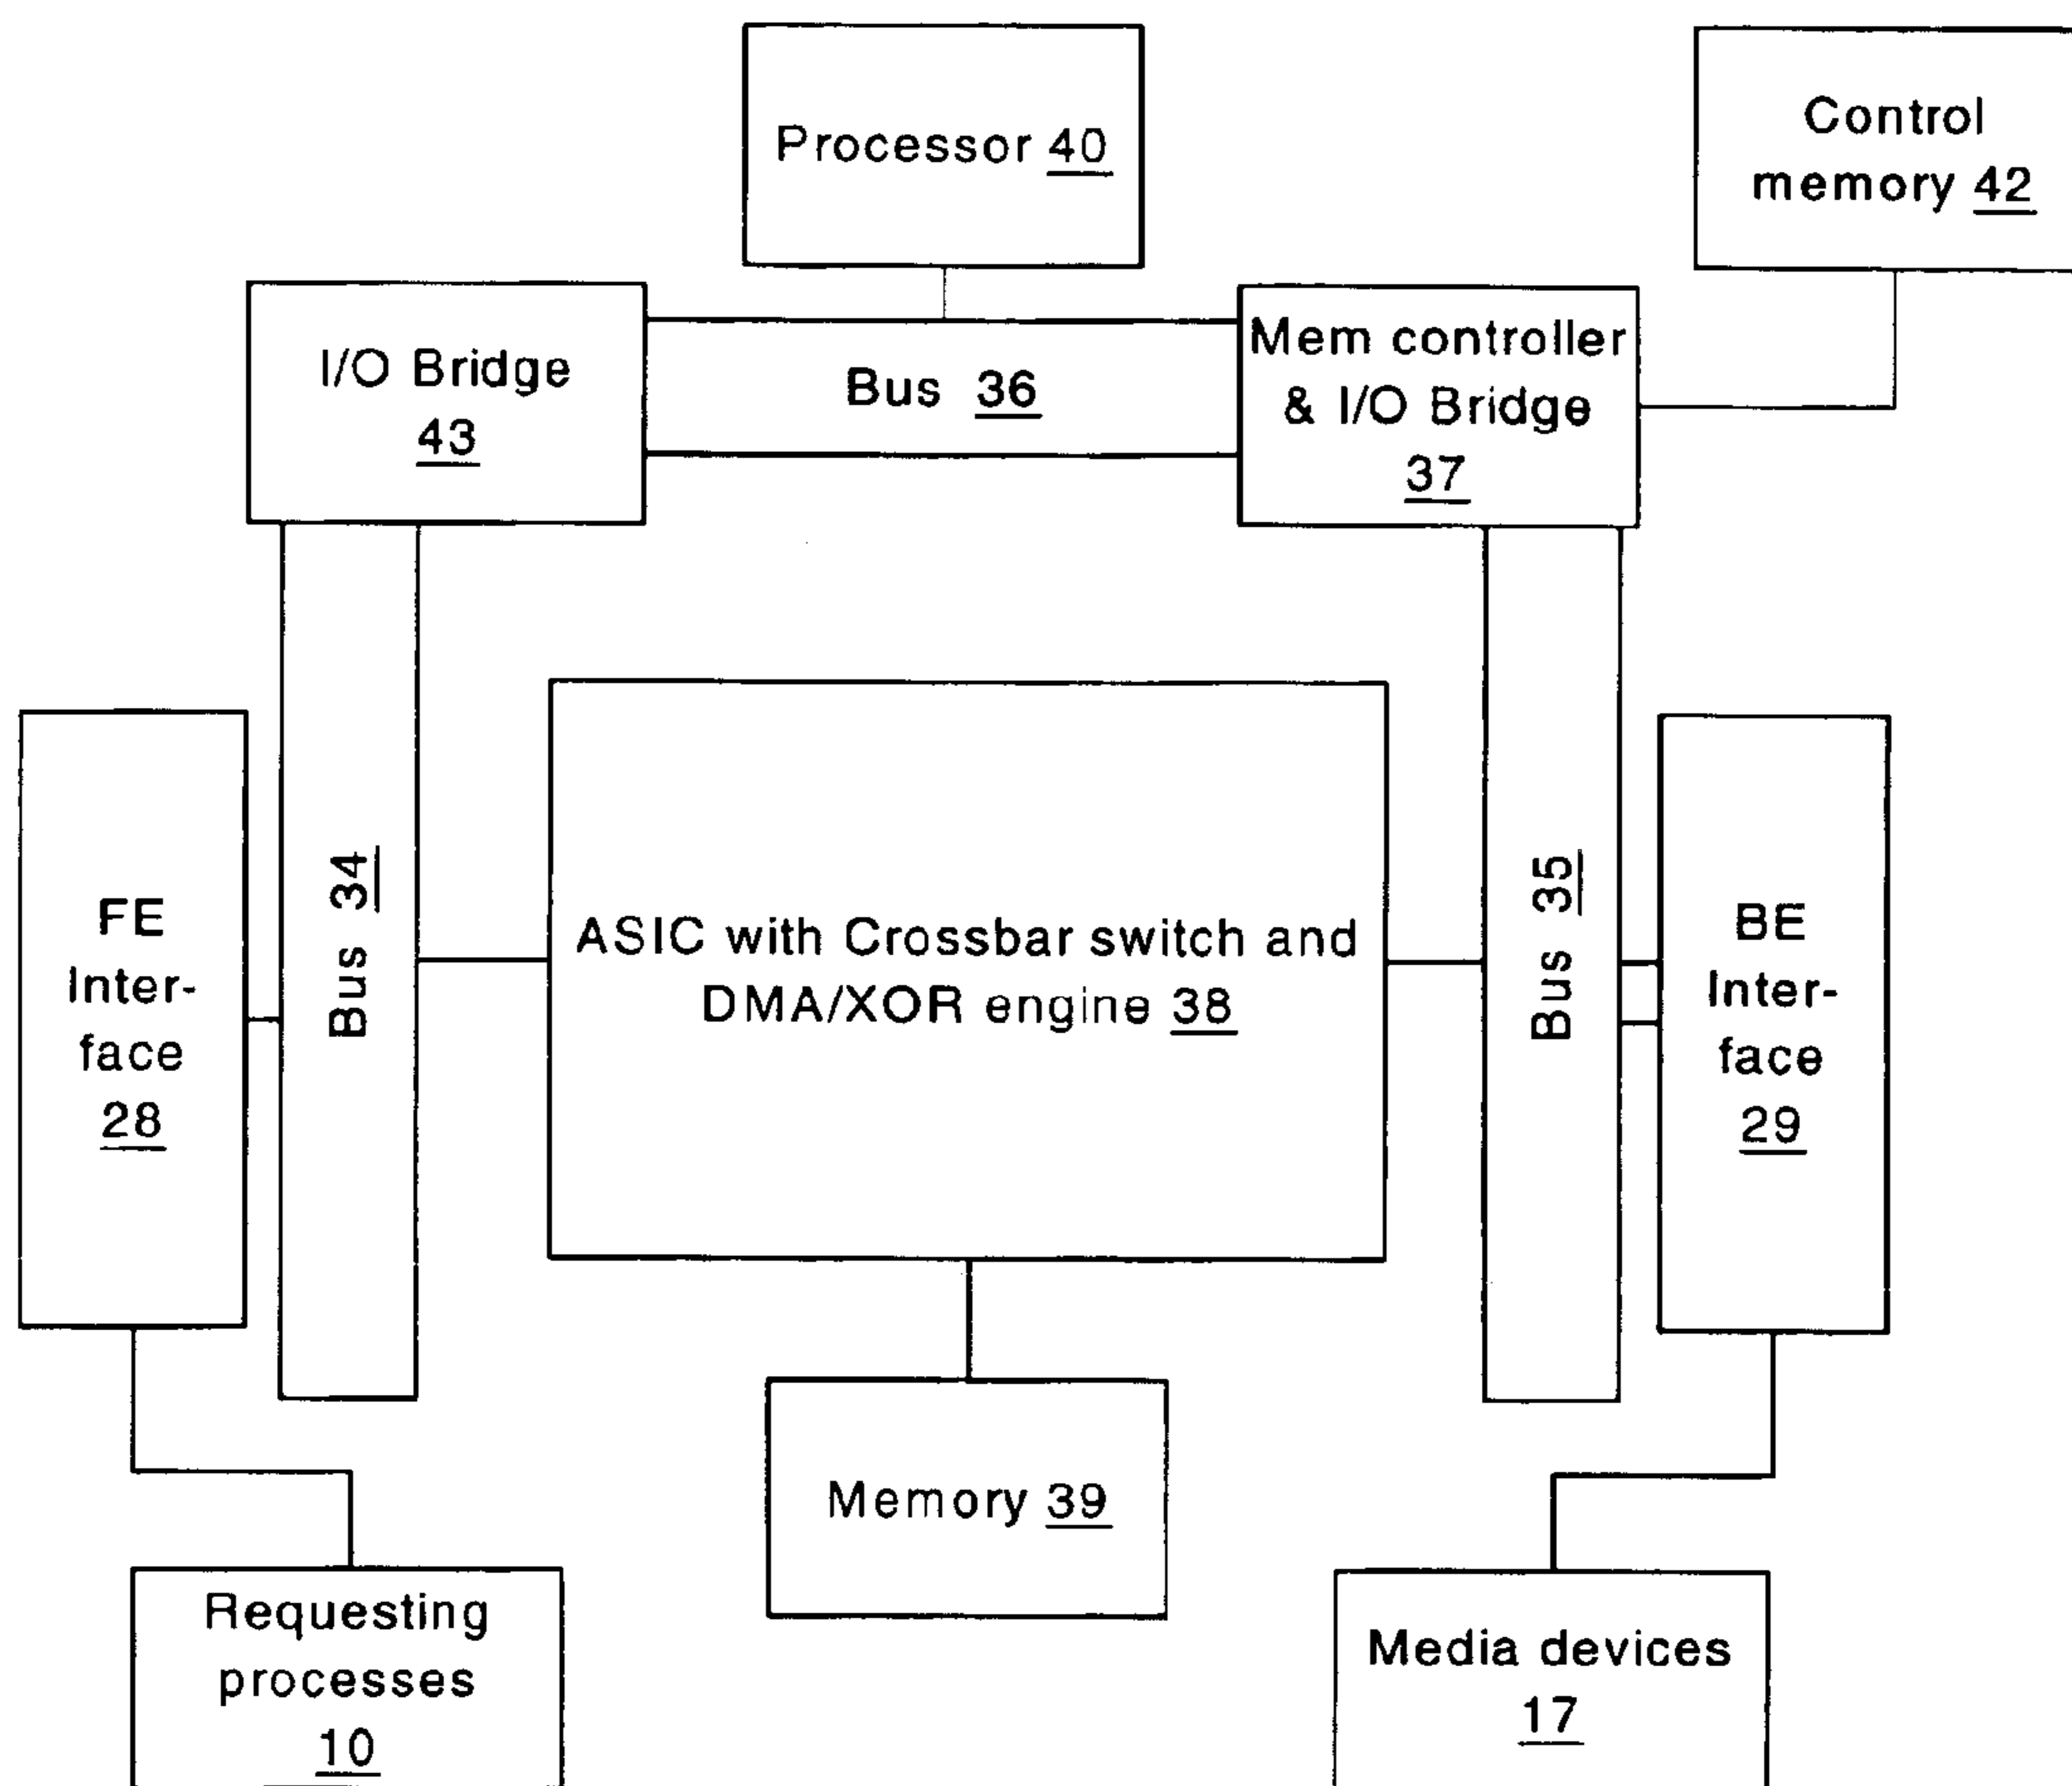 Processor 40
Control
memory 42
I/O Bridge
43
Bus 36
Mem controller
& I/O Bridge
37
FE
Inter-
face
28
Bus 34
ASIC with Crossbar switch and
DMA/XOR engine 38
Bus 35
BE
Inter-
face
29
Memory 39
Requesting
processes
10
Media devices
17